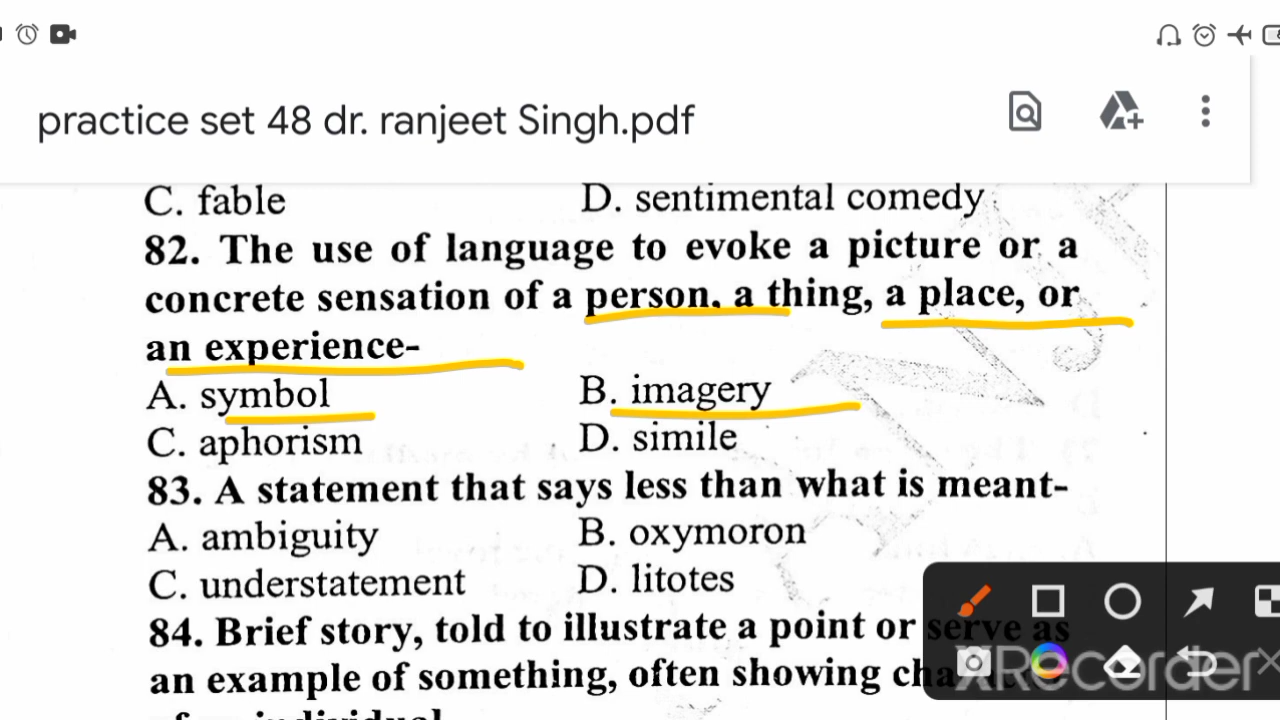 practice set 48 dr. ranjeet Singh.pdf
C. fable D. sentimental comedy
82. The use of language to evoke a picture or a
concrete sensation of a person, a thing, a place, or
an experience-
A. symbol B. imagery
C. aphorism D. simile
83. A statement that says less than what is meant-
A. ambiguity B. oxymoron
C. understatement D. litotes
84. Brief story, told to illustrate a point or serve as
an example of something, often showing
individual
XRecorder